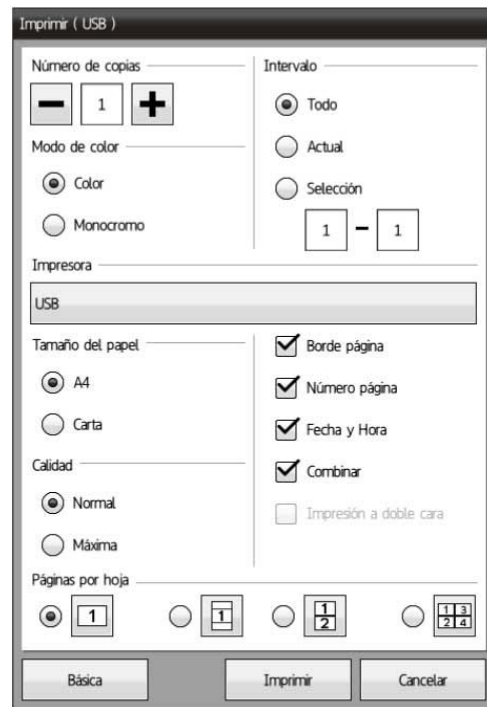 Imprimir ( USB )
Número de copias
1
Modo de color
Color
Monocromo
Intervalo
Todo
Actual
Selección
1 – 1
Impresora
USB
Tamaño del papel
A4
Carta
Calidad
Normal
Máxima
Borde página
Número página
Fecha y Hora
Combinar
Impresión a doble cara
Páginas por hoja
1
1
1
2
1 3
2 4
Básica
Imprimir
Cancelar